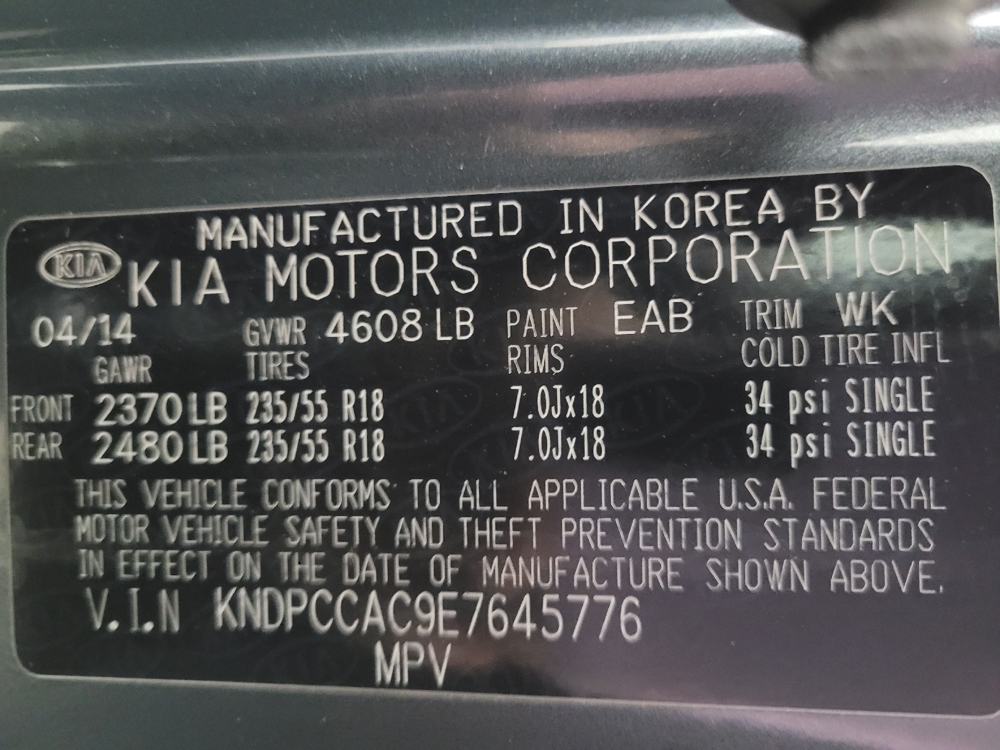 MANUFACTURED IN KOREA BY
KIA KIA MOTORS CORPORATION
04/14 GVWR 4608 LB PAINT EAB TRIM WK
GAWR TIRES RIMS COLD TIRE INFL
FRONT 2370 LB 235/55 R18 7.0Jx18 34 psi SINGLE
REAR 2480 LB 235/55 R18 7.0Jx18 34 psi SINGLE
THIS VEHICLE CONFORMS TO ALL APPLICABLE U.S.A. FEDERAL
MOTOR VEHICLE SAFETY AND THEFT PREVENTION STANDARDS
IN EFFECT ON THE DATE OF MANUFACTURE SHOWN ABOVE.
V.I.N KNDPCCAC9E7645776
MPV